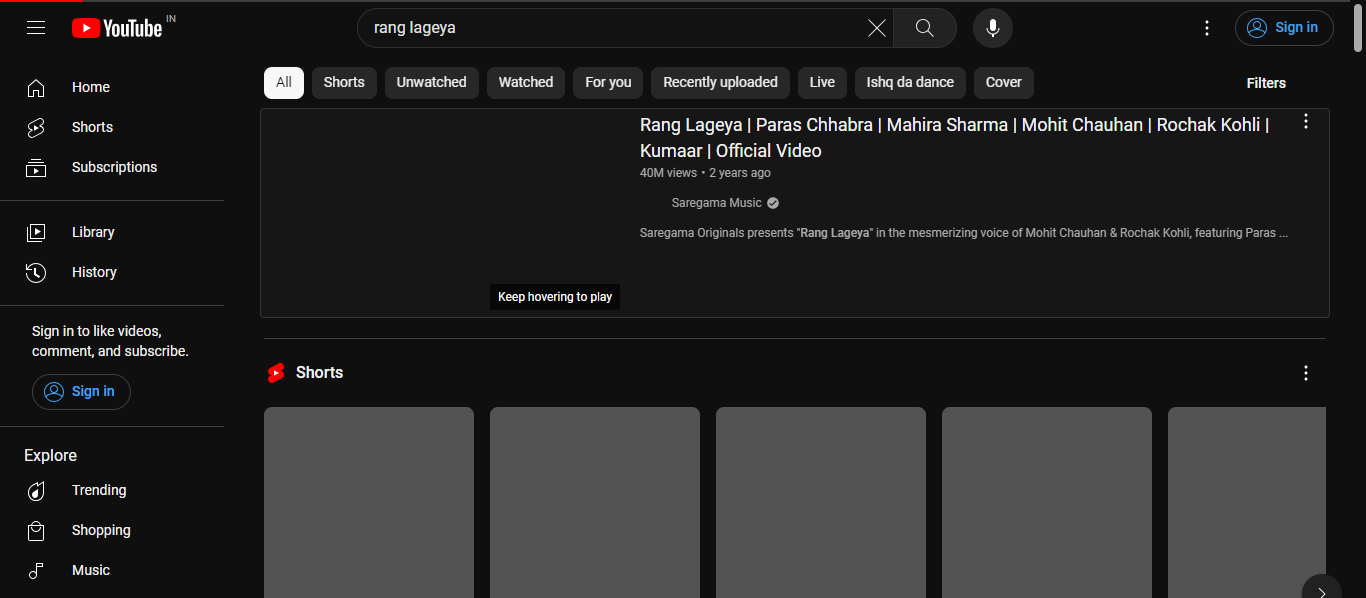 YouTube IN
rang lageya
Sign in
Home
Shorts
Subscriptions
Library
History
Sign in to like videos,
comment, and subscribe.
Sign in
Explore
Trending
Shopping
Music
All Shorts Unwatched Watched For you Recently uploaded Live Ishq da dance Cover
Filters
Rang Lageya | Paras Chhabra | Mahira Sharma | Mohit Chauhan | Rochak Kohli |
Kumaar | Official Video
40M views • 2 years ago
Saregama Music
Saregama Originals presents "Rang Lageya" in the mesmerizing voice of Mohit Chauhan & Rochak Kohli, featuring Paras ...
Keep hovering to play
Shorts